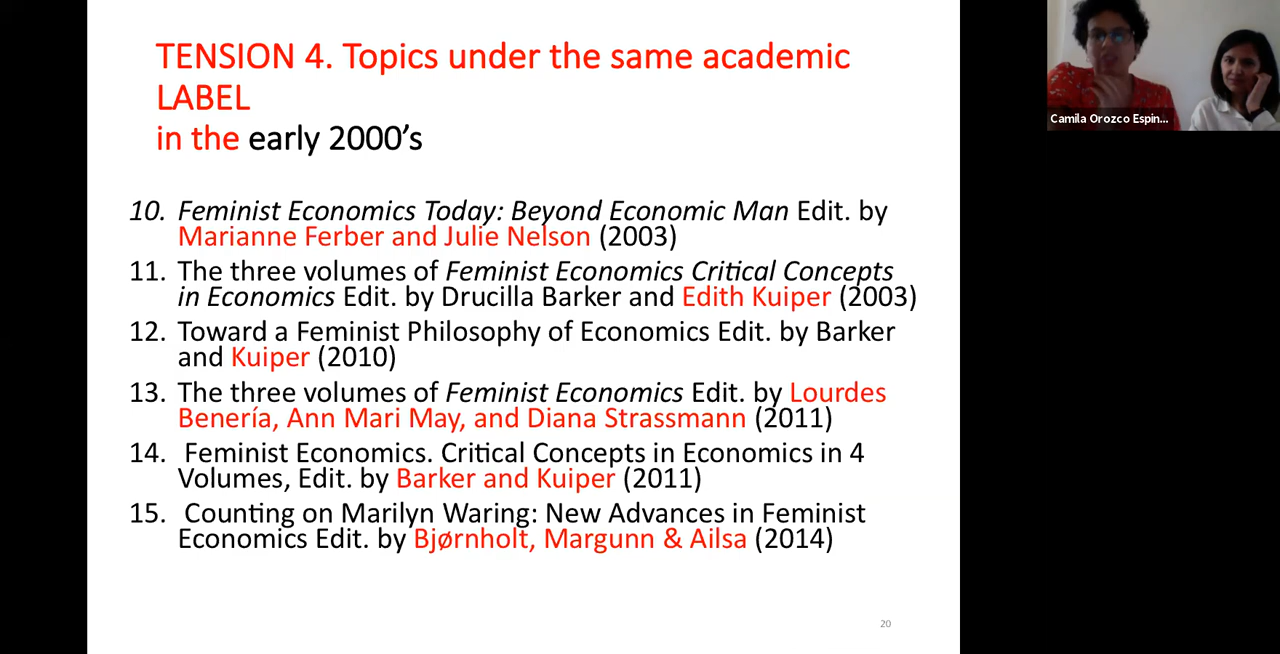 TENSION 4. Topics under the same academic
LABEL
in the early 2000’s
10. Feminist Economics Today: Beyond Economic Man Edit. by
Marianne Ferber and Julie Nelson (2003)
11. The three volumes of Feminist Economics Critical Concepts
in Economics Edit. by Drucilla Barker and Edith Kuiper (2003)
12. Toward a Feminist Philosophy of Economics Edit. by Barker
and Kuiper (2010)
13. The three volumes of Feminist Economics Edit. by Lourdes
Benería, Ann Mari May, and Diana Strassmann (2011)
14. Feminist Economics. Critical Concepts in Economics in 4
Volumes, Edit. by Barker and Kuiper (2011)
15. Counting on Marilyn Waring: New Advances in Feminist
Economics Edit. by Bjørnholt, Margunn & Ailsa (2014)
20
Camila Orozco Espin...